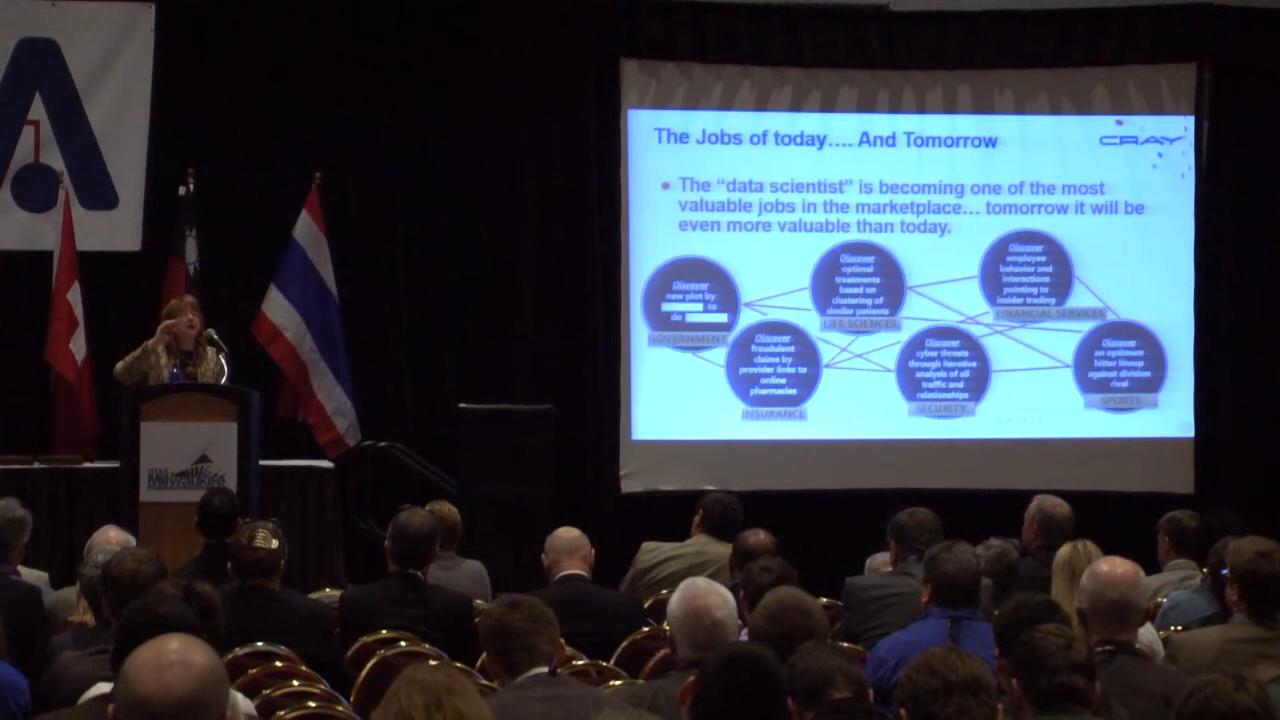 The Jobs of today.... And Tomorrow
CRAY
• The “data scientist” is becoming one of the most
valuable jobs in the marketplace... tomorrow it will be
even more valuable than today.
Discover
new plot by
to
do
GOVERNMENT
Discover
optimal
treatments
based on
clustering of
similar patients
LIFE SCIENCES
Discover
employee
behavior and
interactions
pointing to
insider trading
FINANCIAL SERVICES
Discover
fraudulent
claims by
provider links to
online
pharmacies
INSURANCE
Discover
cyber threats
through iterative
analysis of all
traffic and
relationships
SECURITY
Discover
an optimum
hitter lineup
against division
rival
SPORTS
Milwaukee